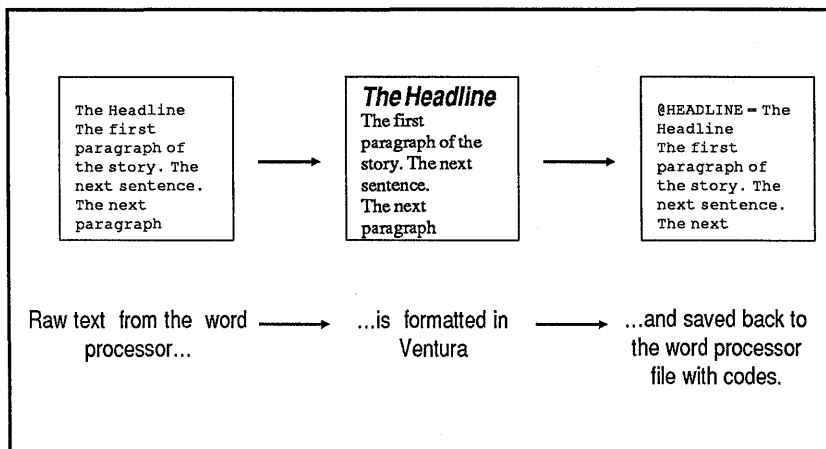 The Headline
The first
paragraph of
the story. The
next sentence.
The next
paragraph
The Headline
The first
paragraph of the
story. The next
sentence.
The next
paragraph
@HEADLINE = The
Headline
The first
paragraph of
the story. The
next sentence.
The next
Raw text from the word
processor...
...is formatted in
Ventura
...and saved back to
the word processor
file with codes.